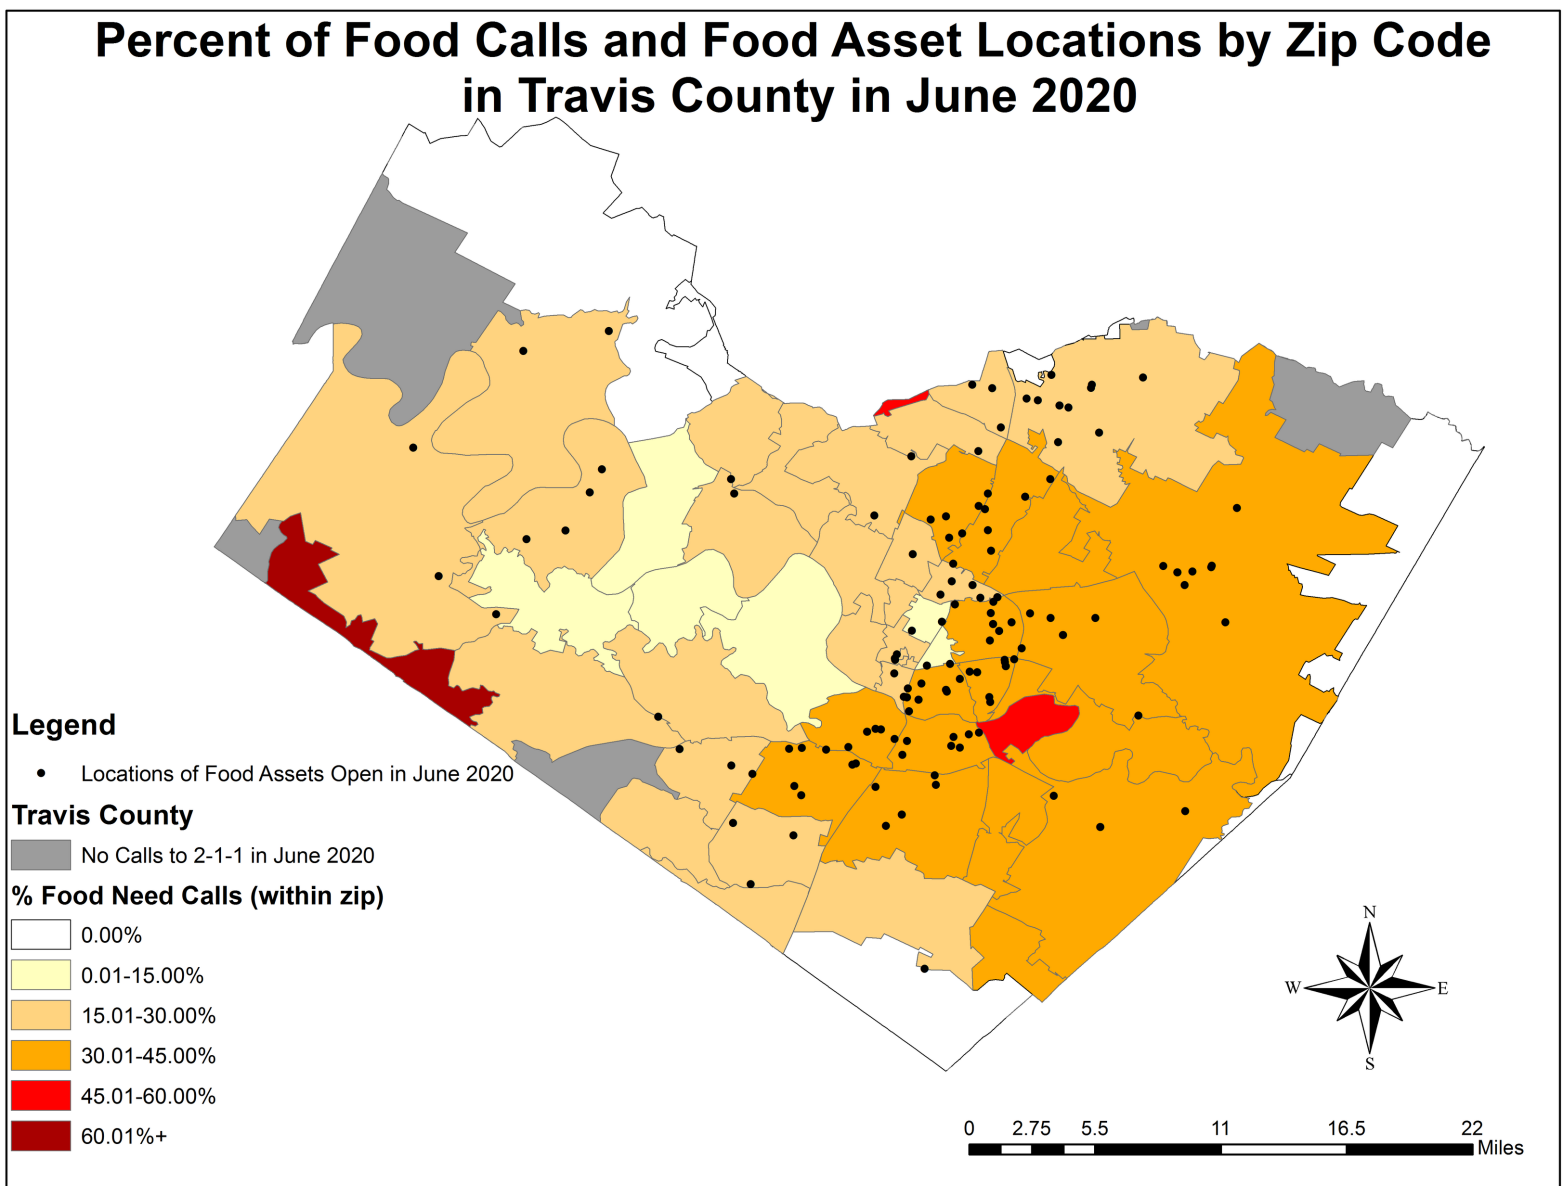 Percent of Food Calls and Food Asset Locations by Zip Code
in Travis County in June 2020
Legend
Locations of Food Assets Open in June 2020
Travis County
No Calls to 2-1-1 in June 2020
% Food Need Calls (within zip)
0.00%
0.01-15.00%
15.01-30.00%
30.01-45.00%
45.01-60.00%
60.01%+
N
W
E
S
0 2.75 5.5 11 16.5 22
Miles